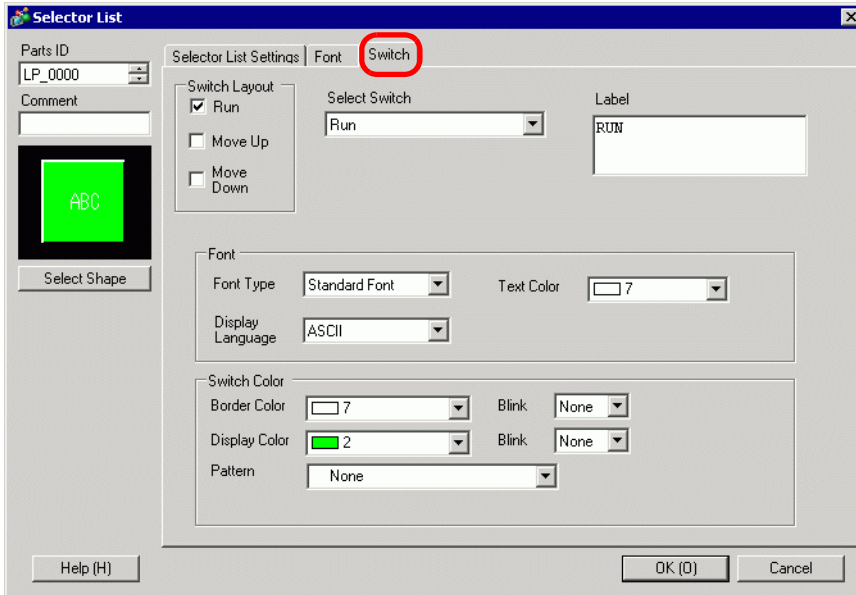 Selector List
Parts ID
LP_0000
Comment
ABC
Select Shape
Selector List Settings Font Switch
Switch Layout
Run
Move Up
Move
Down
Select Switch
Run
Label
RUN
Font
Font Type Standard Font Text Color 7
Display
Language ASCII
Switch Color
Border Color 7 Blink None
Display Color 2 Blink None
Pattern None
Help (H) OK (O) Cancel